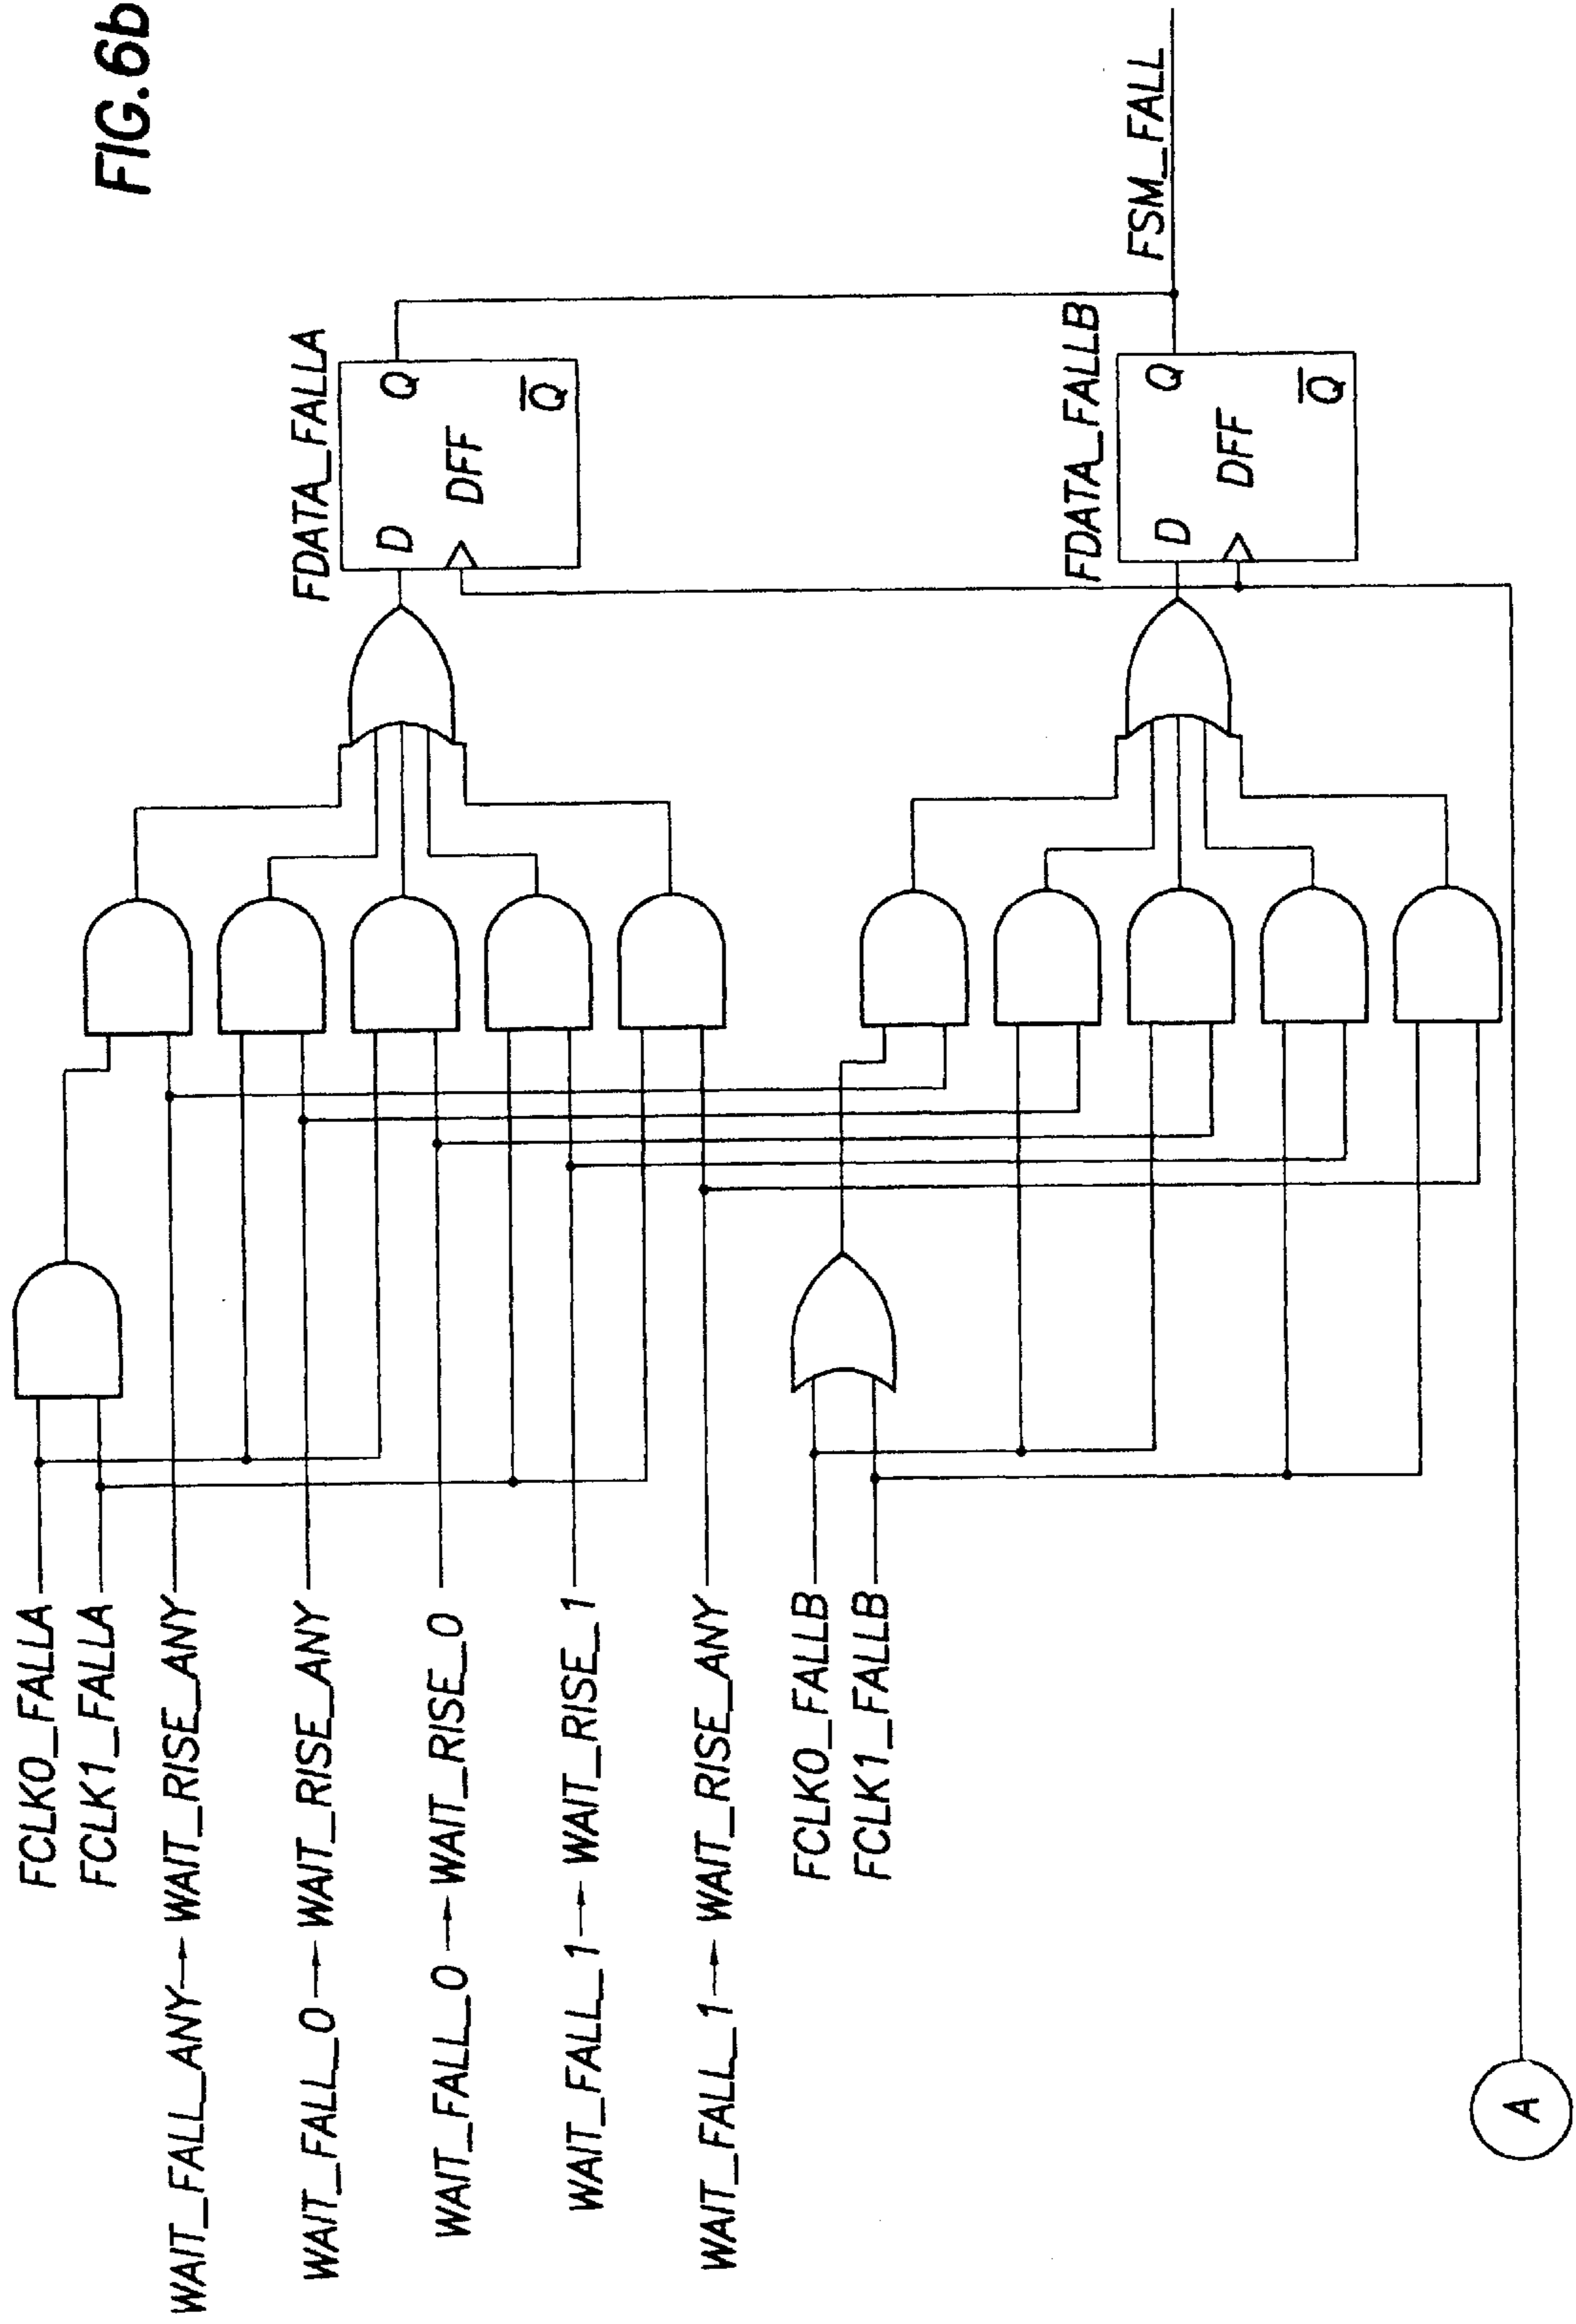 FIG.6b
FCLK0_FALLA
FCLK1_FALLA
WAIT_FALL_ANY→WAIT_RISE_ANY
WAIT_FALL_0→WAIT_RISE_ANY
WAIT_FALL_0→WAIT_RISE_0
WAIT_FALL_1→WAIT_RISE_1
WAIT_FALL_1→WAIT_RISE_ANY
FCLK0_FALLB
FCLK1_FALLB
FDATA_FALLA
D Q
DFF
Q̅
FDATA_FALLB
D Q
DFF
Q̅
FSM_FALL
A